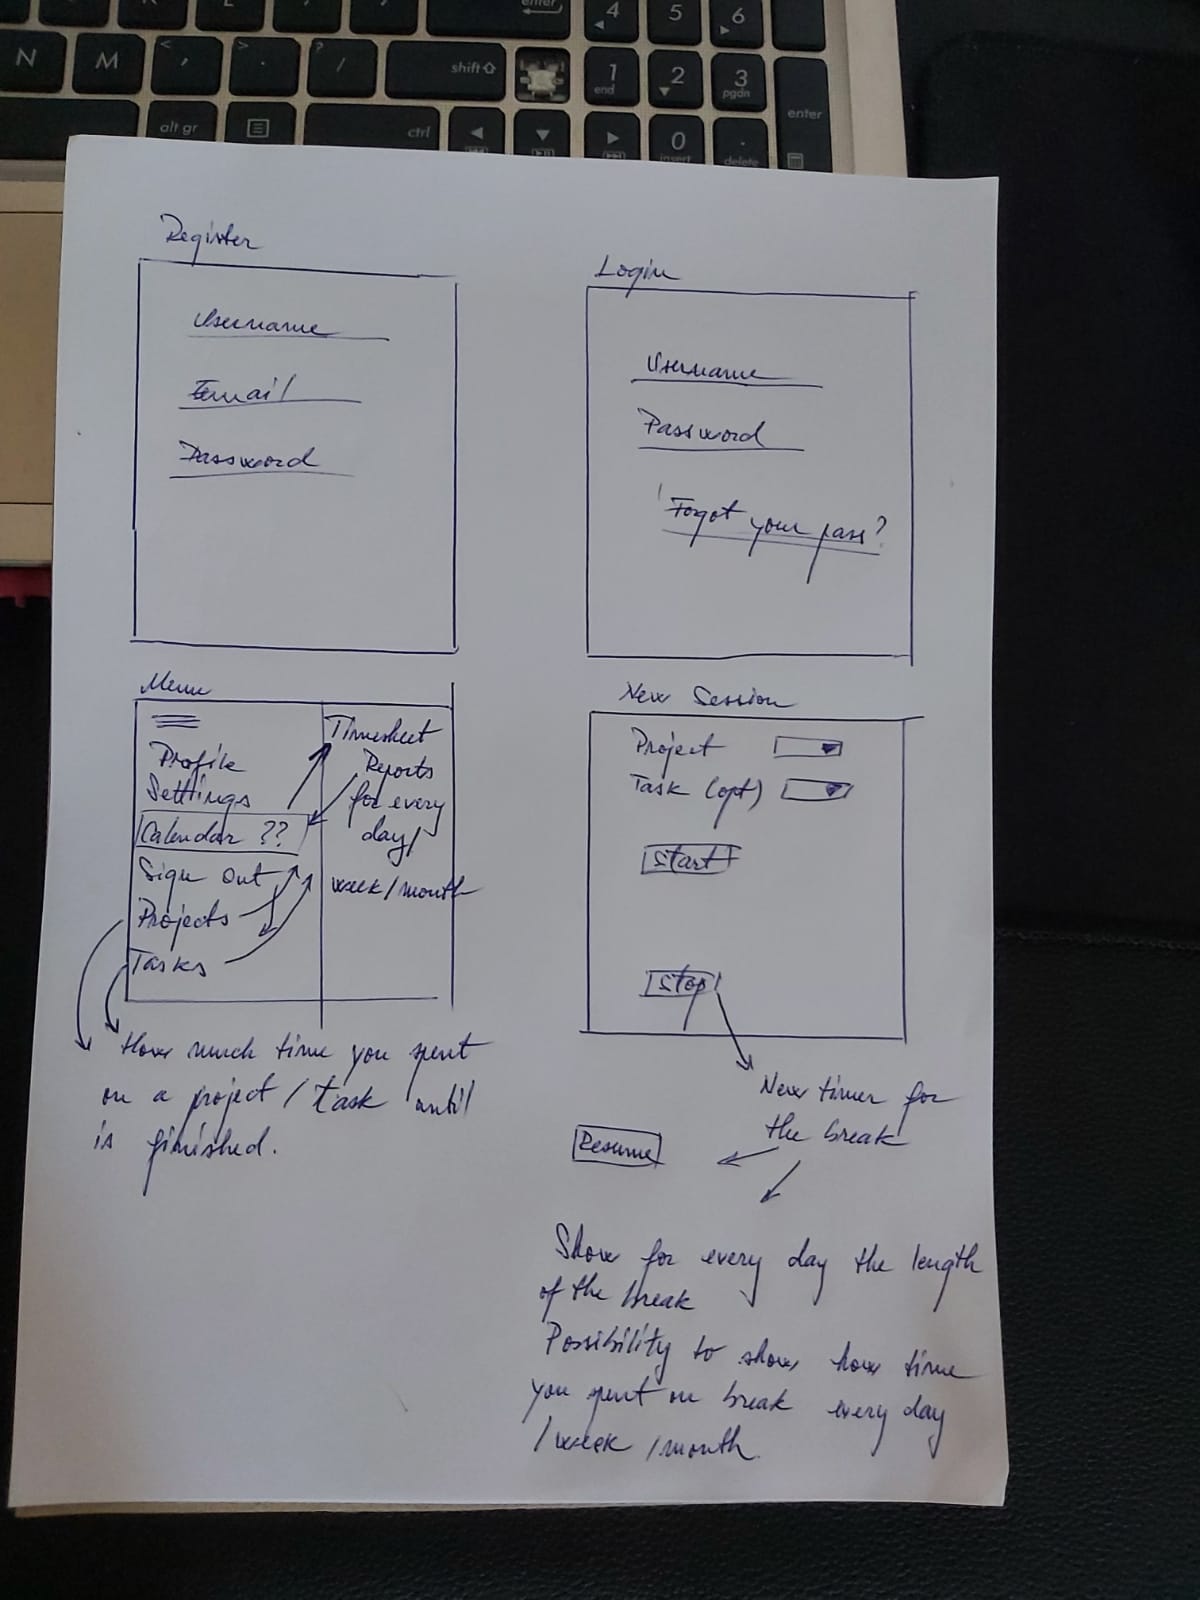 N
M
<
,
>
.
?
/
shift
alt gr
ctrl
enter
4
5
6
1
end
2
3
pgdn
0
insert
.
delete
enter
Register
Username
Email
Password
Login
Username
Password
Forgot your pass?
Menu
Profile
Settings
Calendar ??
Sign out
Projects
Tasks
Timesheet
Reports
for every
day/
week/month
How much time you spent
on a project / task until
is finished.
New Session
Project
Task (opt)
Start
Stop
New timer for
the break
Resume
Show for every day the length
of the break
Possibility to show how time
you spent on break every day
/week /month.